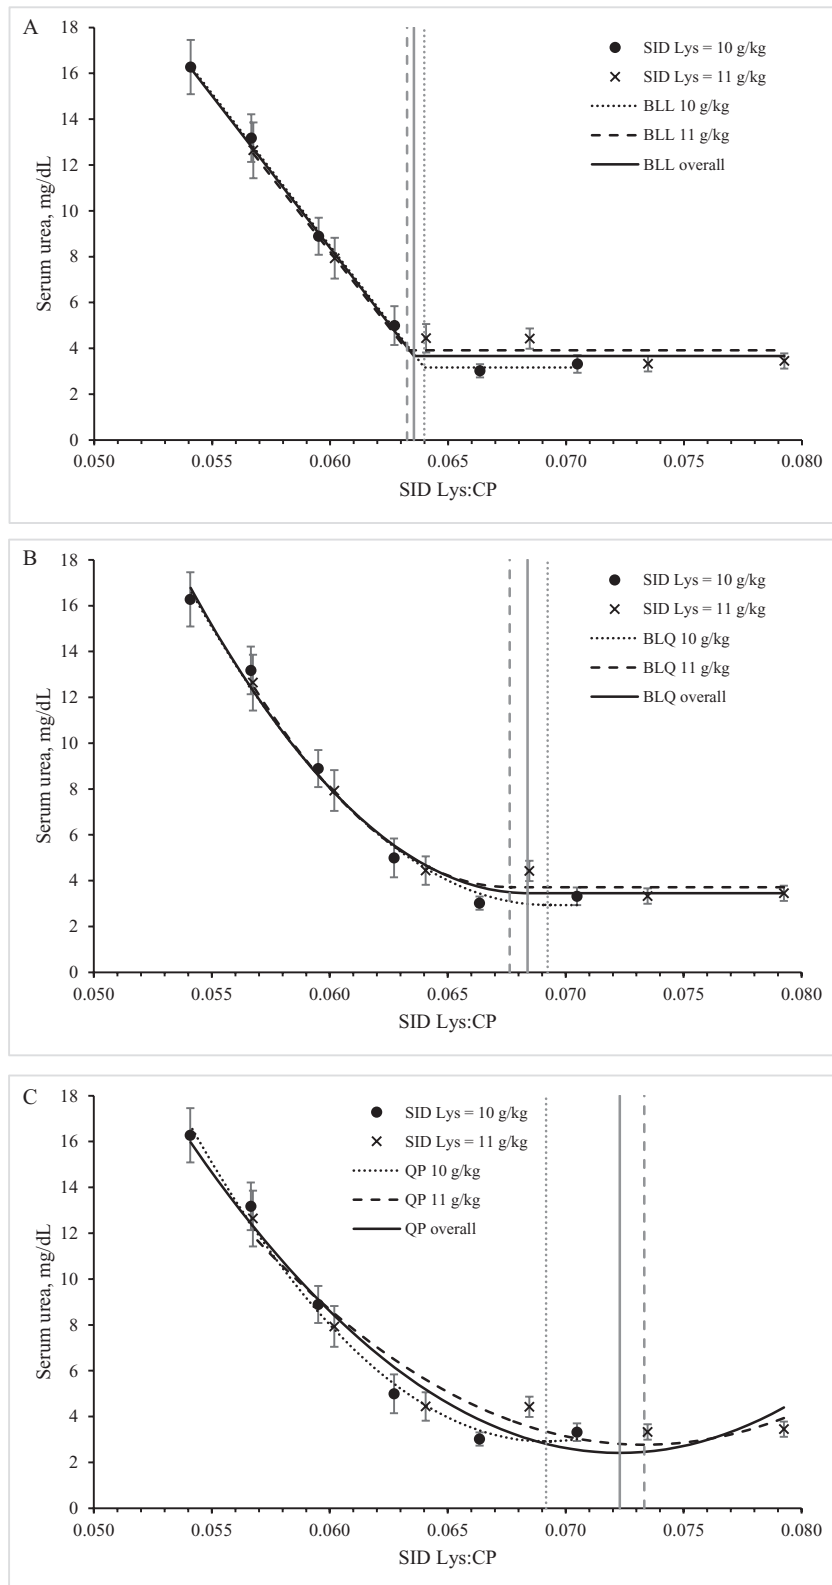 A
SID Lys = 10 g/kg
SID Lys = 11 g/kg
BLL 10 g/kg
BLL 11 g/kg
BLL overall
Serum urea, mg/dL
18
16
14
12
10
8
6
4
2
0
0.050 0.055 0.060 0.065 0.070 0.075 0.080
SID Lys:CP
B
SID Lys = 10 g/kg
SID Lys = 11 g/kg
BLQ 10 g/kg
BLQ 11 g/kg
BLQ overall
Serum urea, mg/dL
18
16
14
12
10
8
6
4
2
0
0.050 0.055 0.060 0.065 0.070 0.075 0.080
SID Lys:CP
C
SID Lys = 10 g/kg
SID Lys = 11 g/kg
QP 10 g/kg
QP 11 g/kg
QP overall
Serum urea, mg/dL
18
16
14
12
10
8
6
4
2
0
0.050 0.055 0.060 0.065 0.070 0.075 0.080
SID Lys:CP